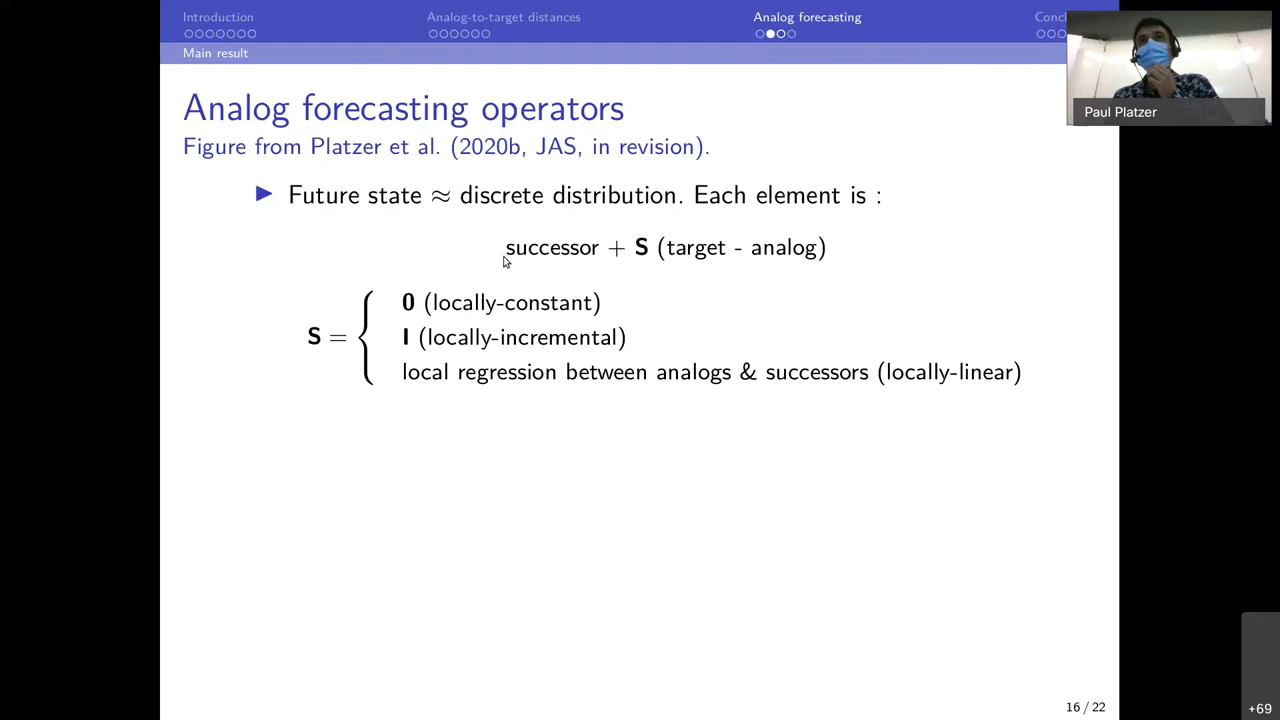 Introduction
Analog-to-target distances
Analog forecasting
Concl
Main result
Paul Platzer
Analog forecasting operators
Figure from Platzer et al. (2020b, JAS, in revision).
Future state ≈ discrete distribution. Each element is :
successor + S (target - analog)
0 (locally-constant)
S =
I (locally-incremental)
local regression between analogs & successors (locally-linear)
16 / 22
+69